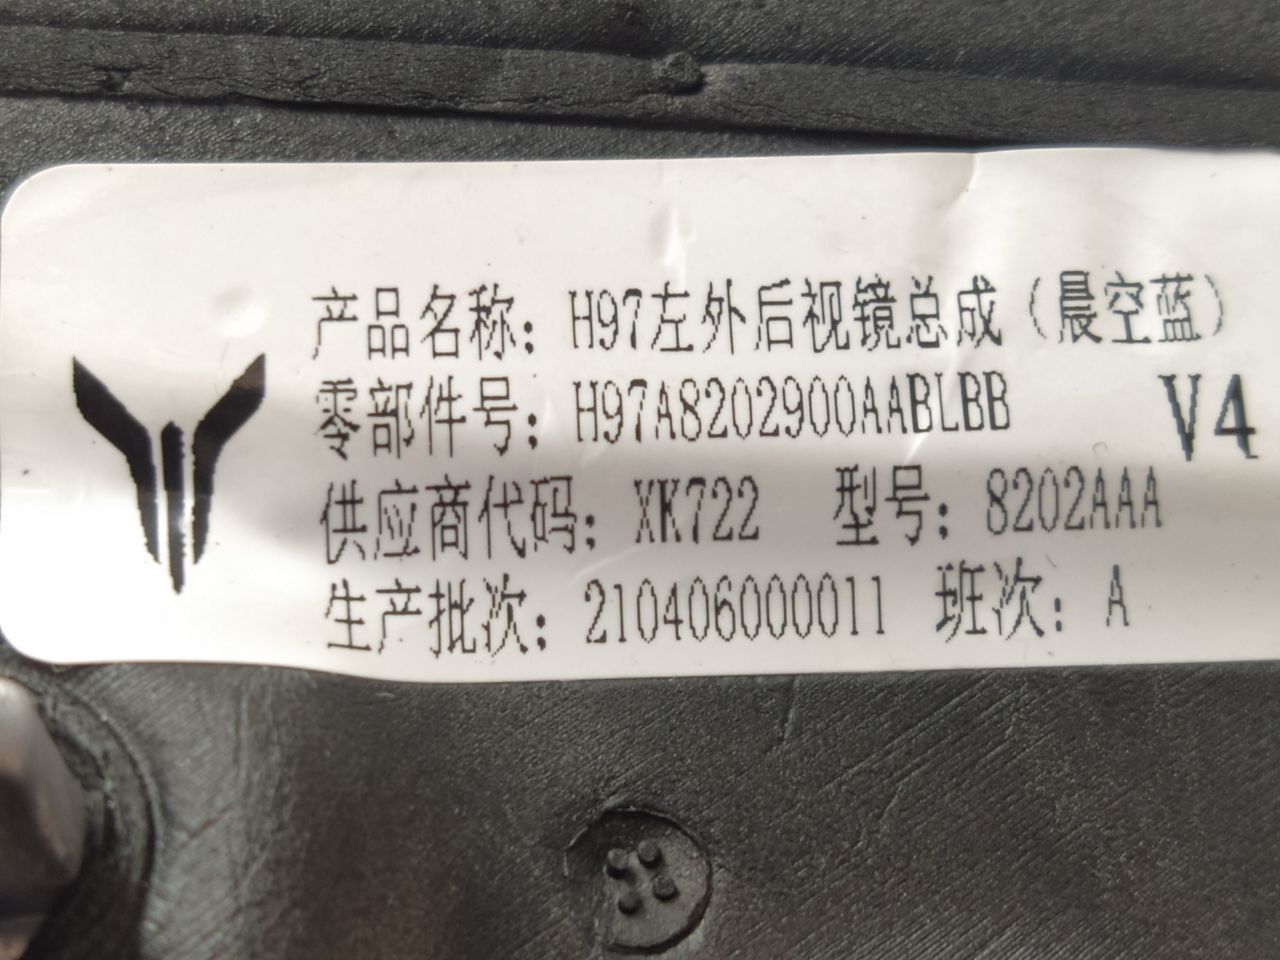 产品名称：H97左外后视镜总成（晨空蓝）
零部件号：H97A8202900AABLBB V4
供应商代码：XK722 型号：8202AAA
生产批次：210406000011 班次：A